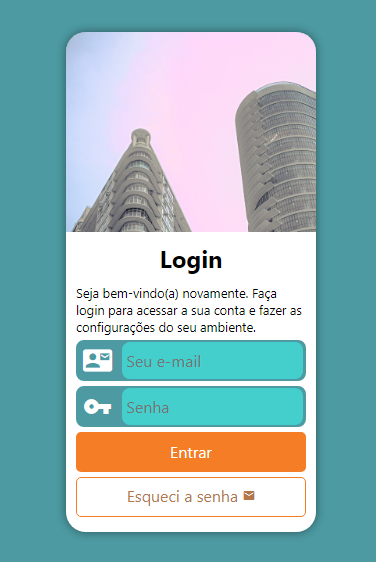 Login
Seja bem-vindo(a) novamente. Faça
login para acessar a sua conta e fazer as
configurações do seu ambiente.
Seu e-mail
Senha
Entrar
Esqueci a senha